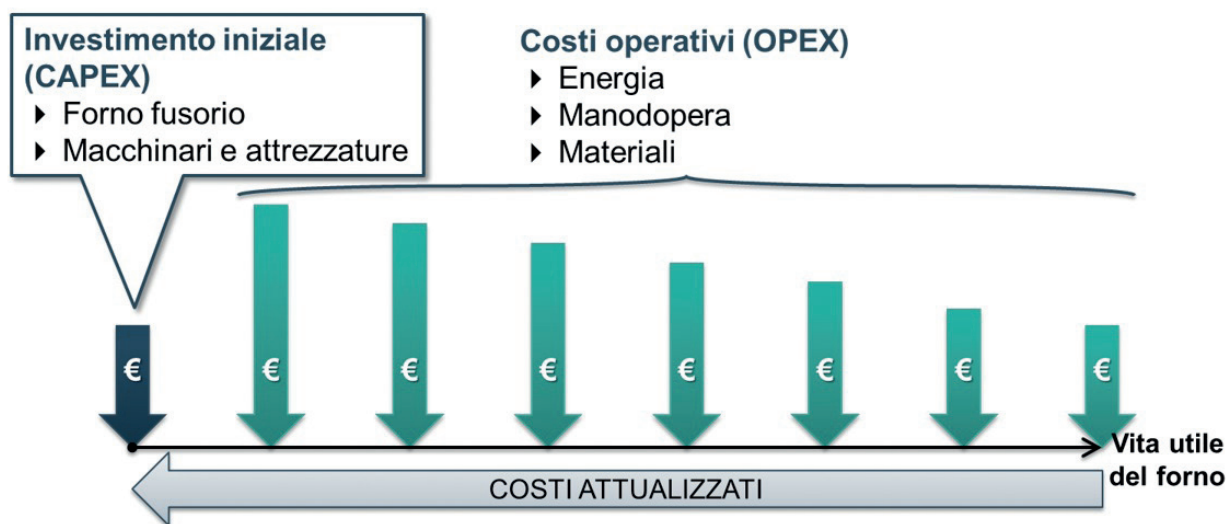 Investimento iniziale
(CAPEX)
Forno fusorio
Macchinari e attrezzature
Costi operativi (OPEX)
Energia
Manodopera
Materiali
€ € € € € € € €
Vita utile
del forno
COSTI ATTUALIZZATI